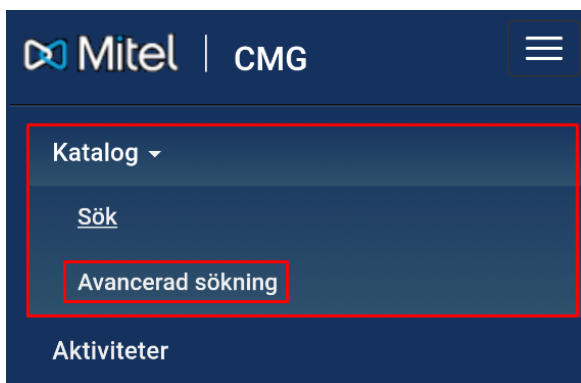 Mitel | CMG
Katalog
Sök
Avancerad sökning
Aktiviteter